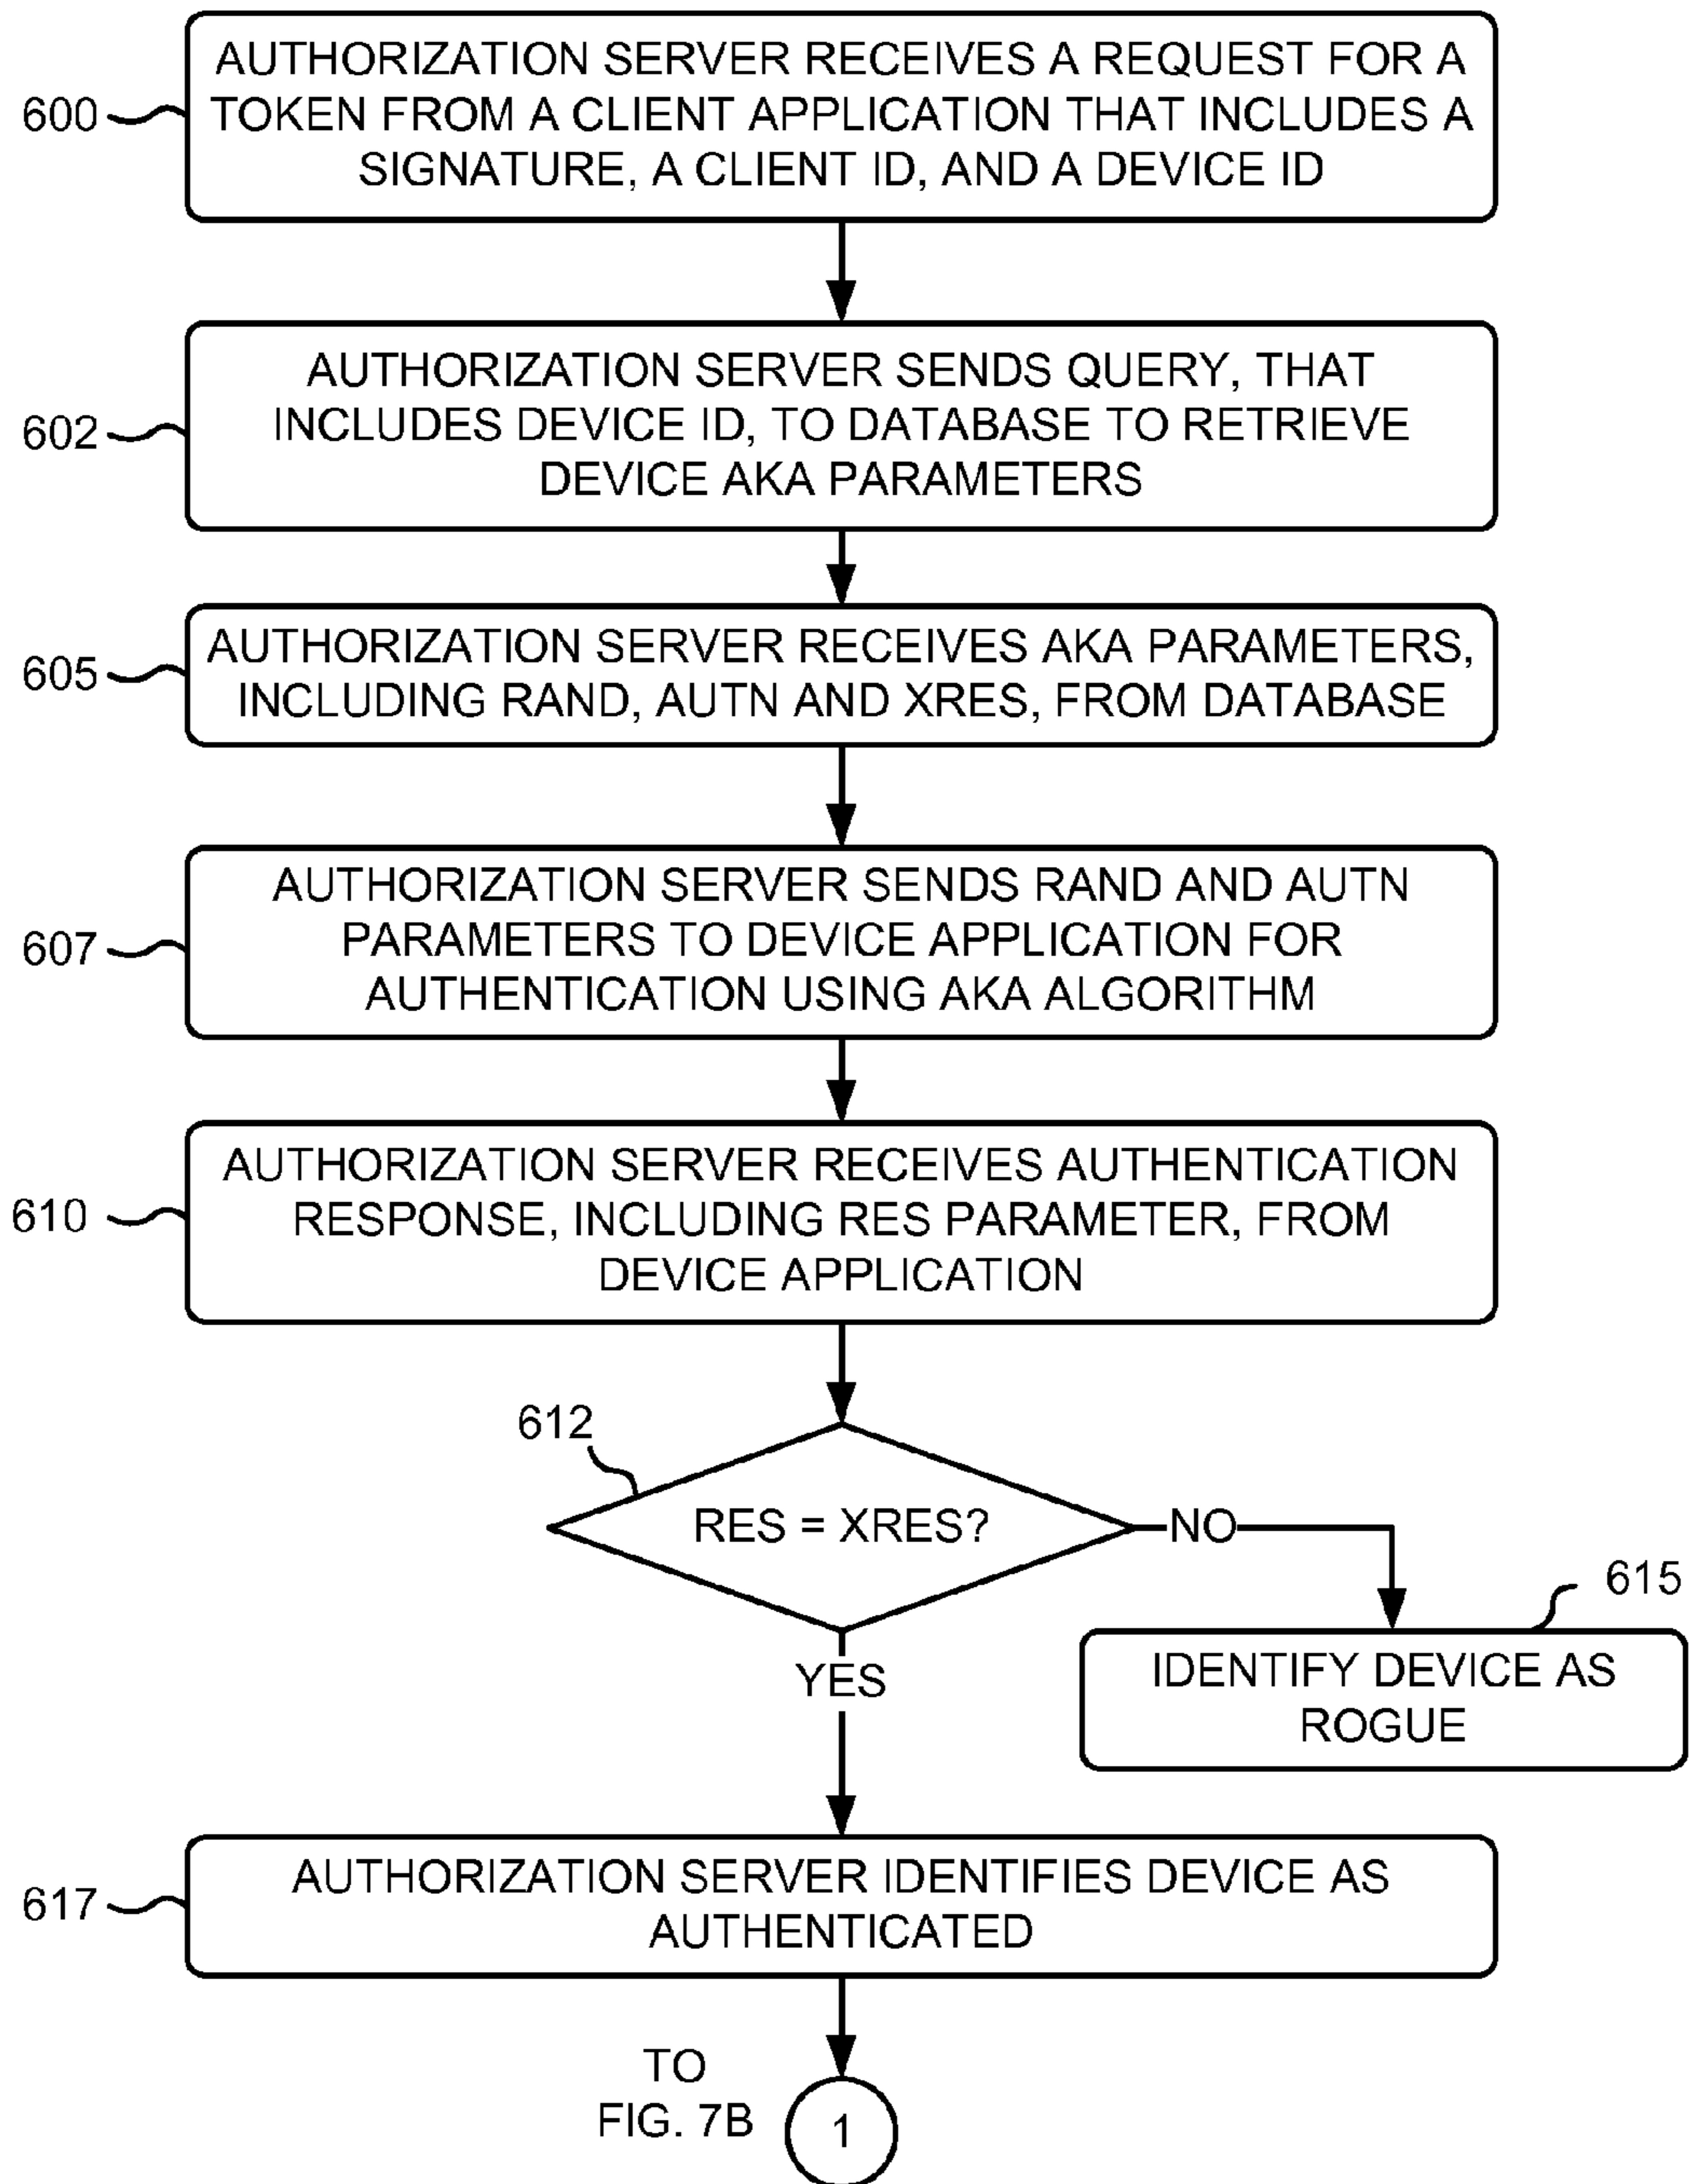 600
AUTHORIZATION SERVER RECEIVES A REQUEST FOR A
TOKEN FROM A CLIENT APPLICATION THAT INCLUDES A
SIGNATURE, A CLIENT ID, AND A DEVICE ID
602
AUTHORIZATION SERVER SENDS QUERY, THAT
INCLUDES DEVICE ID, TO DATABASE TO RETRIEVE
DEVICE AKA PARAMETERS
605
AUTHORIZATION SERVER RECEIVES AKA PARAMETERS,
INCLUDING RAND, AUTN AND XRES, FROM DATABASE
607
AUTHORIZATION SERVER SENDS RAND AND AUTN
PARAMETERS TO DEVICE APPLICATION FOR
AUTHENTICATION USING AKA ALGORITHM
610
AUTHORIZATION SERVER RECEIVES AUTHENTICATION
RESPONSE, INCLUDING RES PARAMETER, FROM
DEVICE APPLICATION
612
RES = XRES?
NO
615
IDENTIFY DEVICE AS
ROGUE
YES
617
AUTHORIZATION SERVER IDENTIFIES DEVICE AS
AUTHENTICATED
TO
FIG. 7B
1